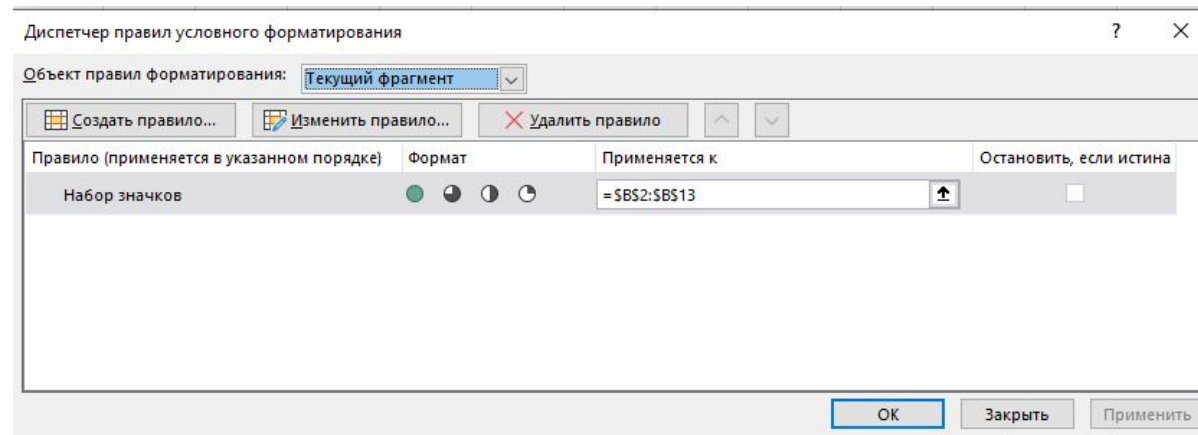 Диспетчер правил условного форматирования ?
Объект правил форматирования: Текущий фрагмент
Создать правило... Изменить правило... Удалить правило
Правило (применяется в указанном порядке) Формат Применяется к Остановить, если истина
Набор значков =$B$2:$B$13
ОК Закрыть Применить